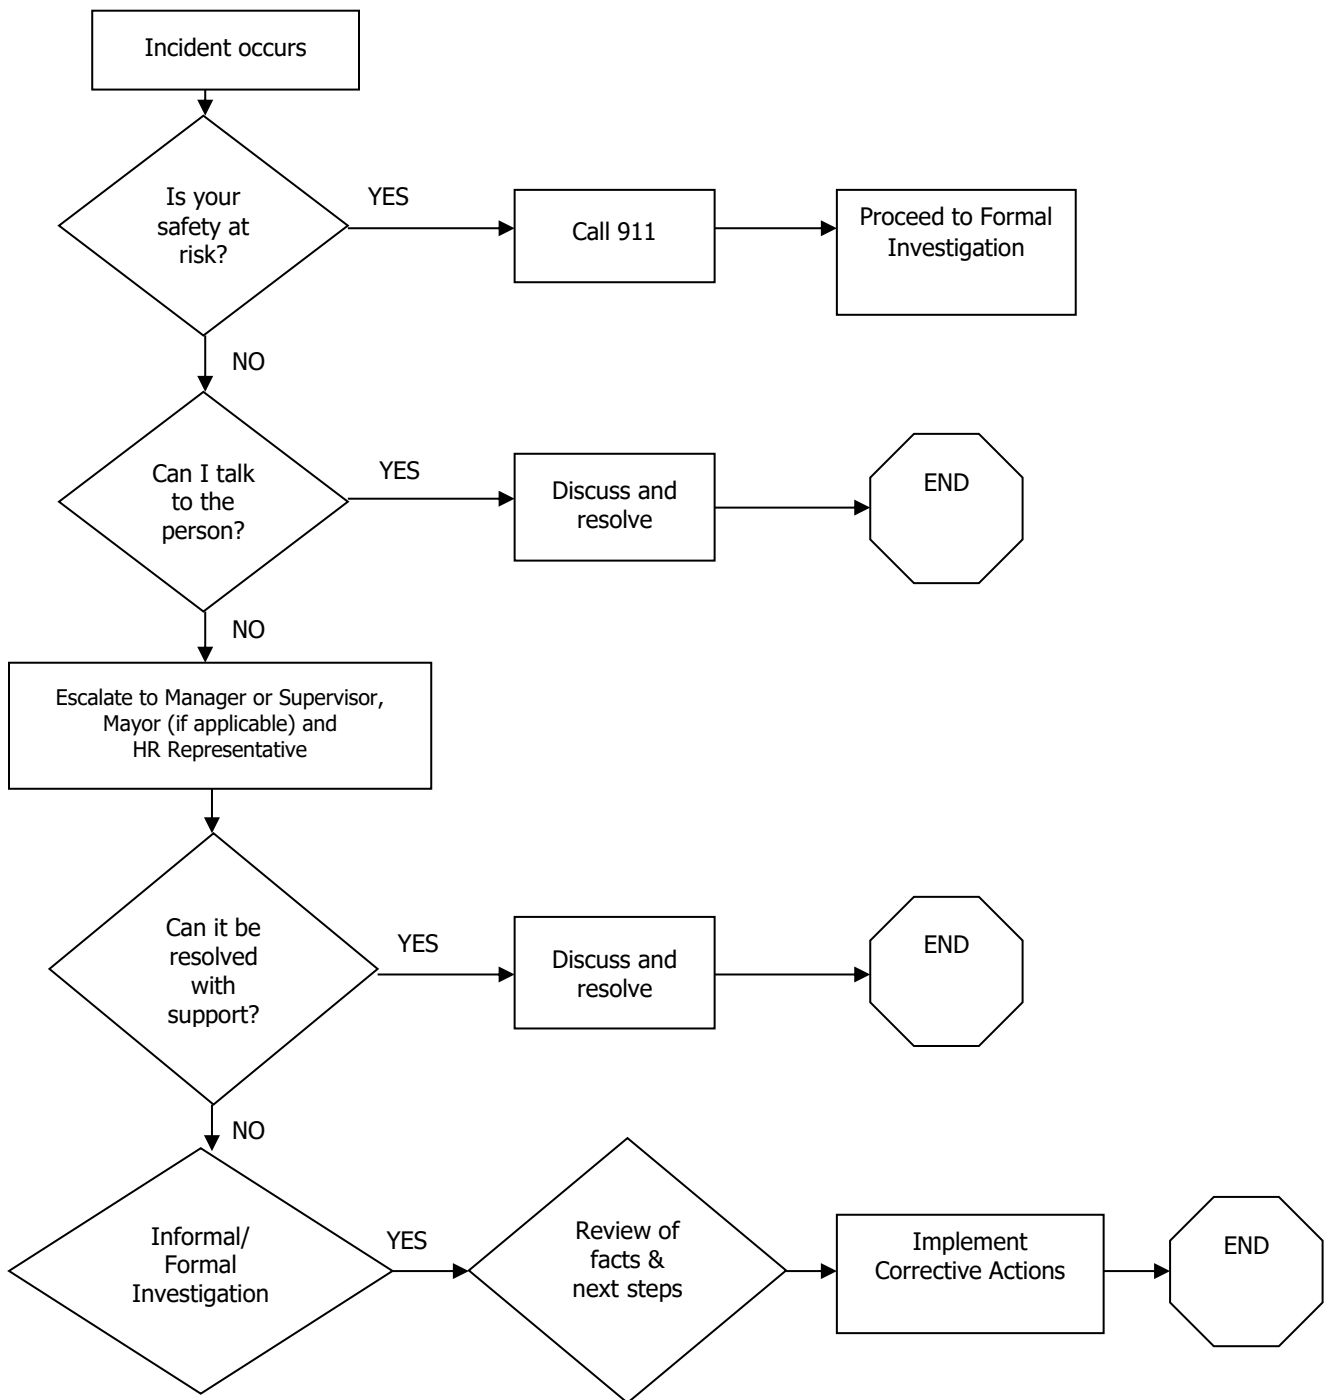 Incident occurs
Is your
safety at
risk?
YES
Call 911
Proceed to Formal
Investigation
NO
Can I talk
to the
person?
YES
Discuss and
resolve
END
NO
Escalate to Manager or Supervisor,
Mayor (if applicable) and
HR Representative
Can it be
resolved
with
support?
YES
Discuss and
resolve
END
NO
Informal/
Formal
Investigation
YES
Review of
facts &
next steps
Implement
Corrective Actions
END